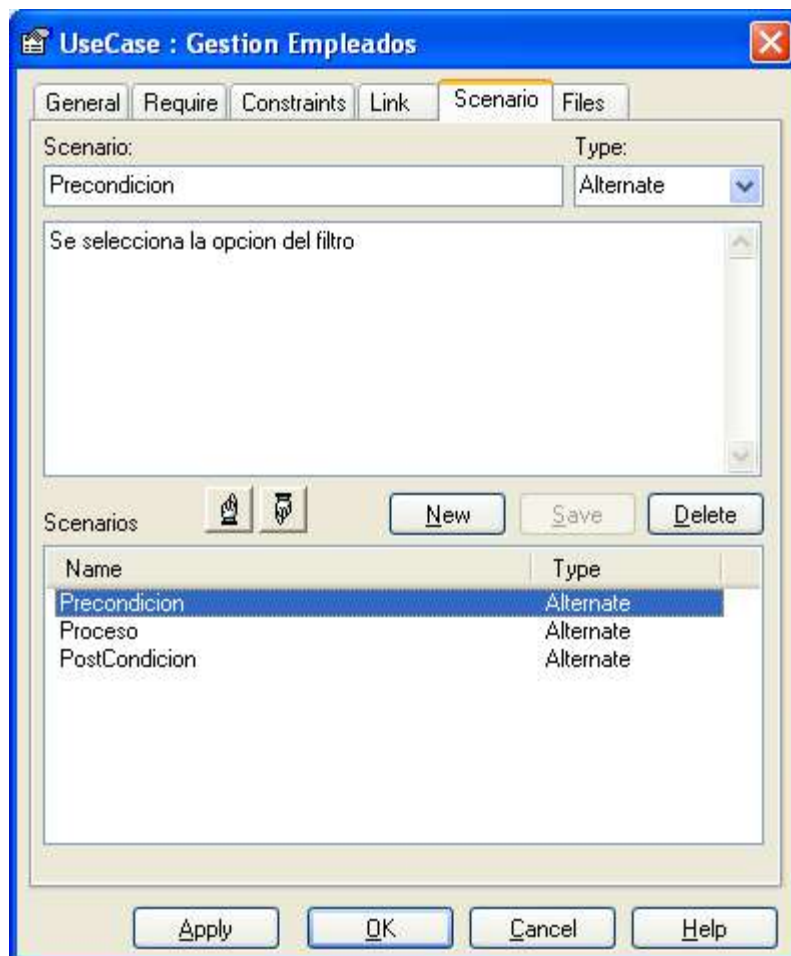 UseCase : Gestion Empleados
General Require Constraints Link Scenario Files
Scenario: Type:
Precondicion Alternate
Se selecciona la opcion del filtro
Scenarios New Save Delete
Name Type
Precondicion Alternate
Proceso Alternate
PostCondicion Alternate
Apply OK Cancel Help